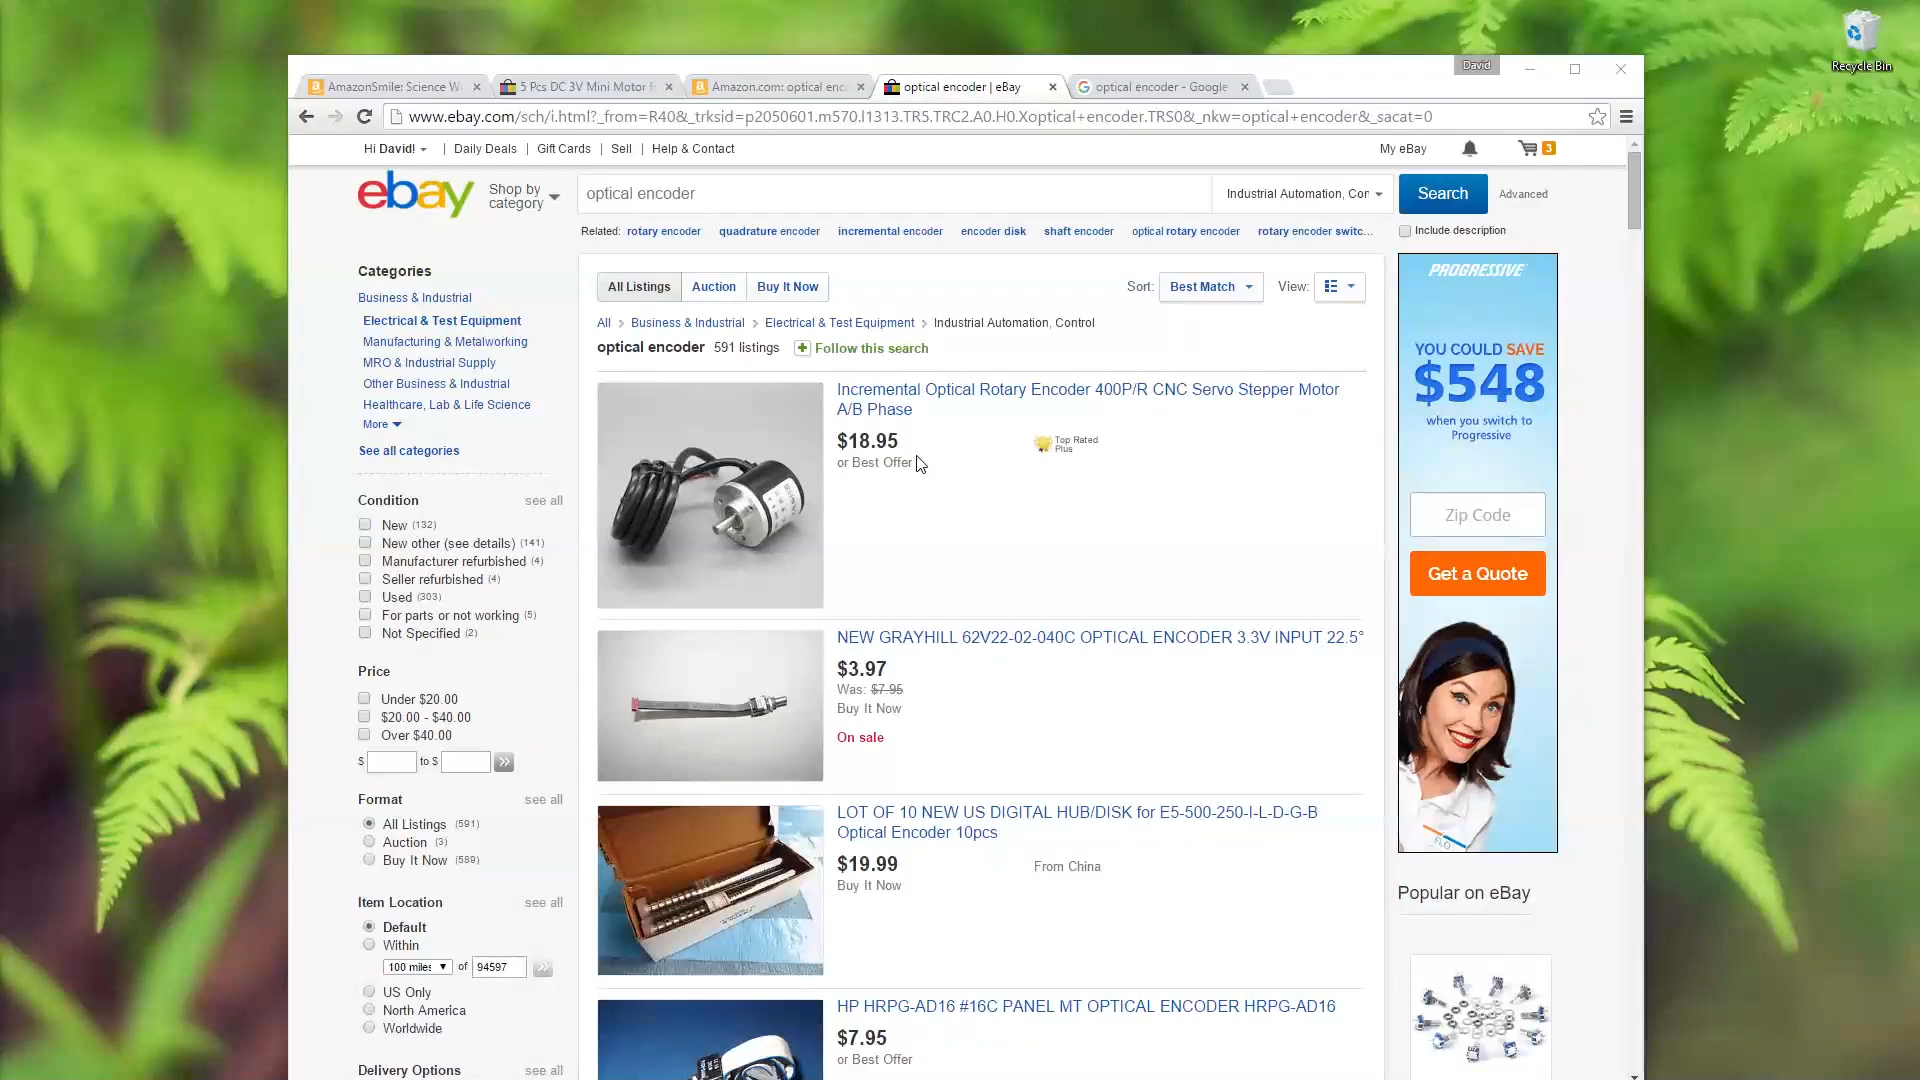 Recycle Bin
David
AmazonSmile: Science W
5 Pcs DC 3V Mini Motor f
Amazon.com: optical enc
optical encoder | eBay
optical encoder - Google
www.ebay.com/sch/i.html?_from=R40&_trksid=p2050601.m570.l1313.TR5.TRC2.A0.H0.Xoptical+encoder.TRS0&_nkw=optical+encoder&_sacat=0
Hi David! | Daily Deals | Gift Cards | Sell | Help & Contact
My eBay
3
ebay
Shop by
category
optical encoder
Industrial Automation, Cor
Search
Advanced
Related: rotary encoder quadrature encoder incremental encoder encoder disk shaft encoder optical rotary encoder rotary encoder switc...
Include description
Categories
Business & Industrial
Electrical & Test Equipment
Manufacturing & Metalworking
MRO & Industrial Supply
Other Business & Industrial
Healthcare, Lab & Life Science
More
See all categories
Condition see all
New (132)
New other (see details) (141)
Manufacturer refurbished (4)
Seller refurbished (4)
Used (303)
For parts or not working (5)
Not Specified (2)
Price
Under $20.00
$20.00 - $40.00
Over $40.00
$ to $
Format see all
All Listings (591)
Auction (3)
Buy It Now (589)
Item Location see all
Default
Within
100 miles of 94597
US Only
North America
Worldwide
Delivery Options see all
All Listings Auction Buy It Now
Sort: Best Match View:
All > Business & Industrial > Electrical & Test Equipment > Industrial Automation, Control
optical encoder 591 listings + Follow this search
Incremental Optical Rotary Encoder 400P/R CNC Servo Stepper Motor
A/B Phase
$18.95
or Best Offer
Top Rated
Plus
NEW GRAYHILL 62V22-02-040C OPTICAL ENCODER 3.3V INPUT 22.5°
$3.97
Was: $7.95
Buy It Now
On sale
LOT OF 10 NEW US DIGITAL HUB/DISK for E5-500-250-I-L-D-G-B
Optical Encoder 10pcs
$19.99
From China
Buy It Now
HP HRPG-AD16 #16C PANEL MT OPTICAL ENCODER HRPG-AD16
$7.95
or Best Offer
PROGRESSIVE
YOU COULD SAVE
$548
when you switch to
Progressive
Zip Code
Get a Quote
FLO
Popular on eBay